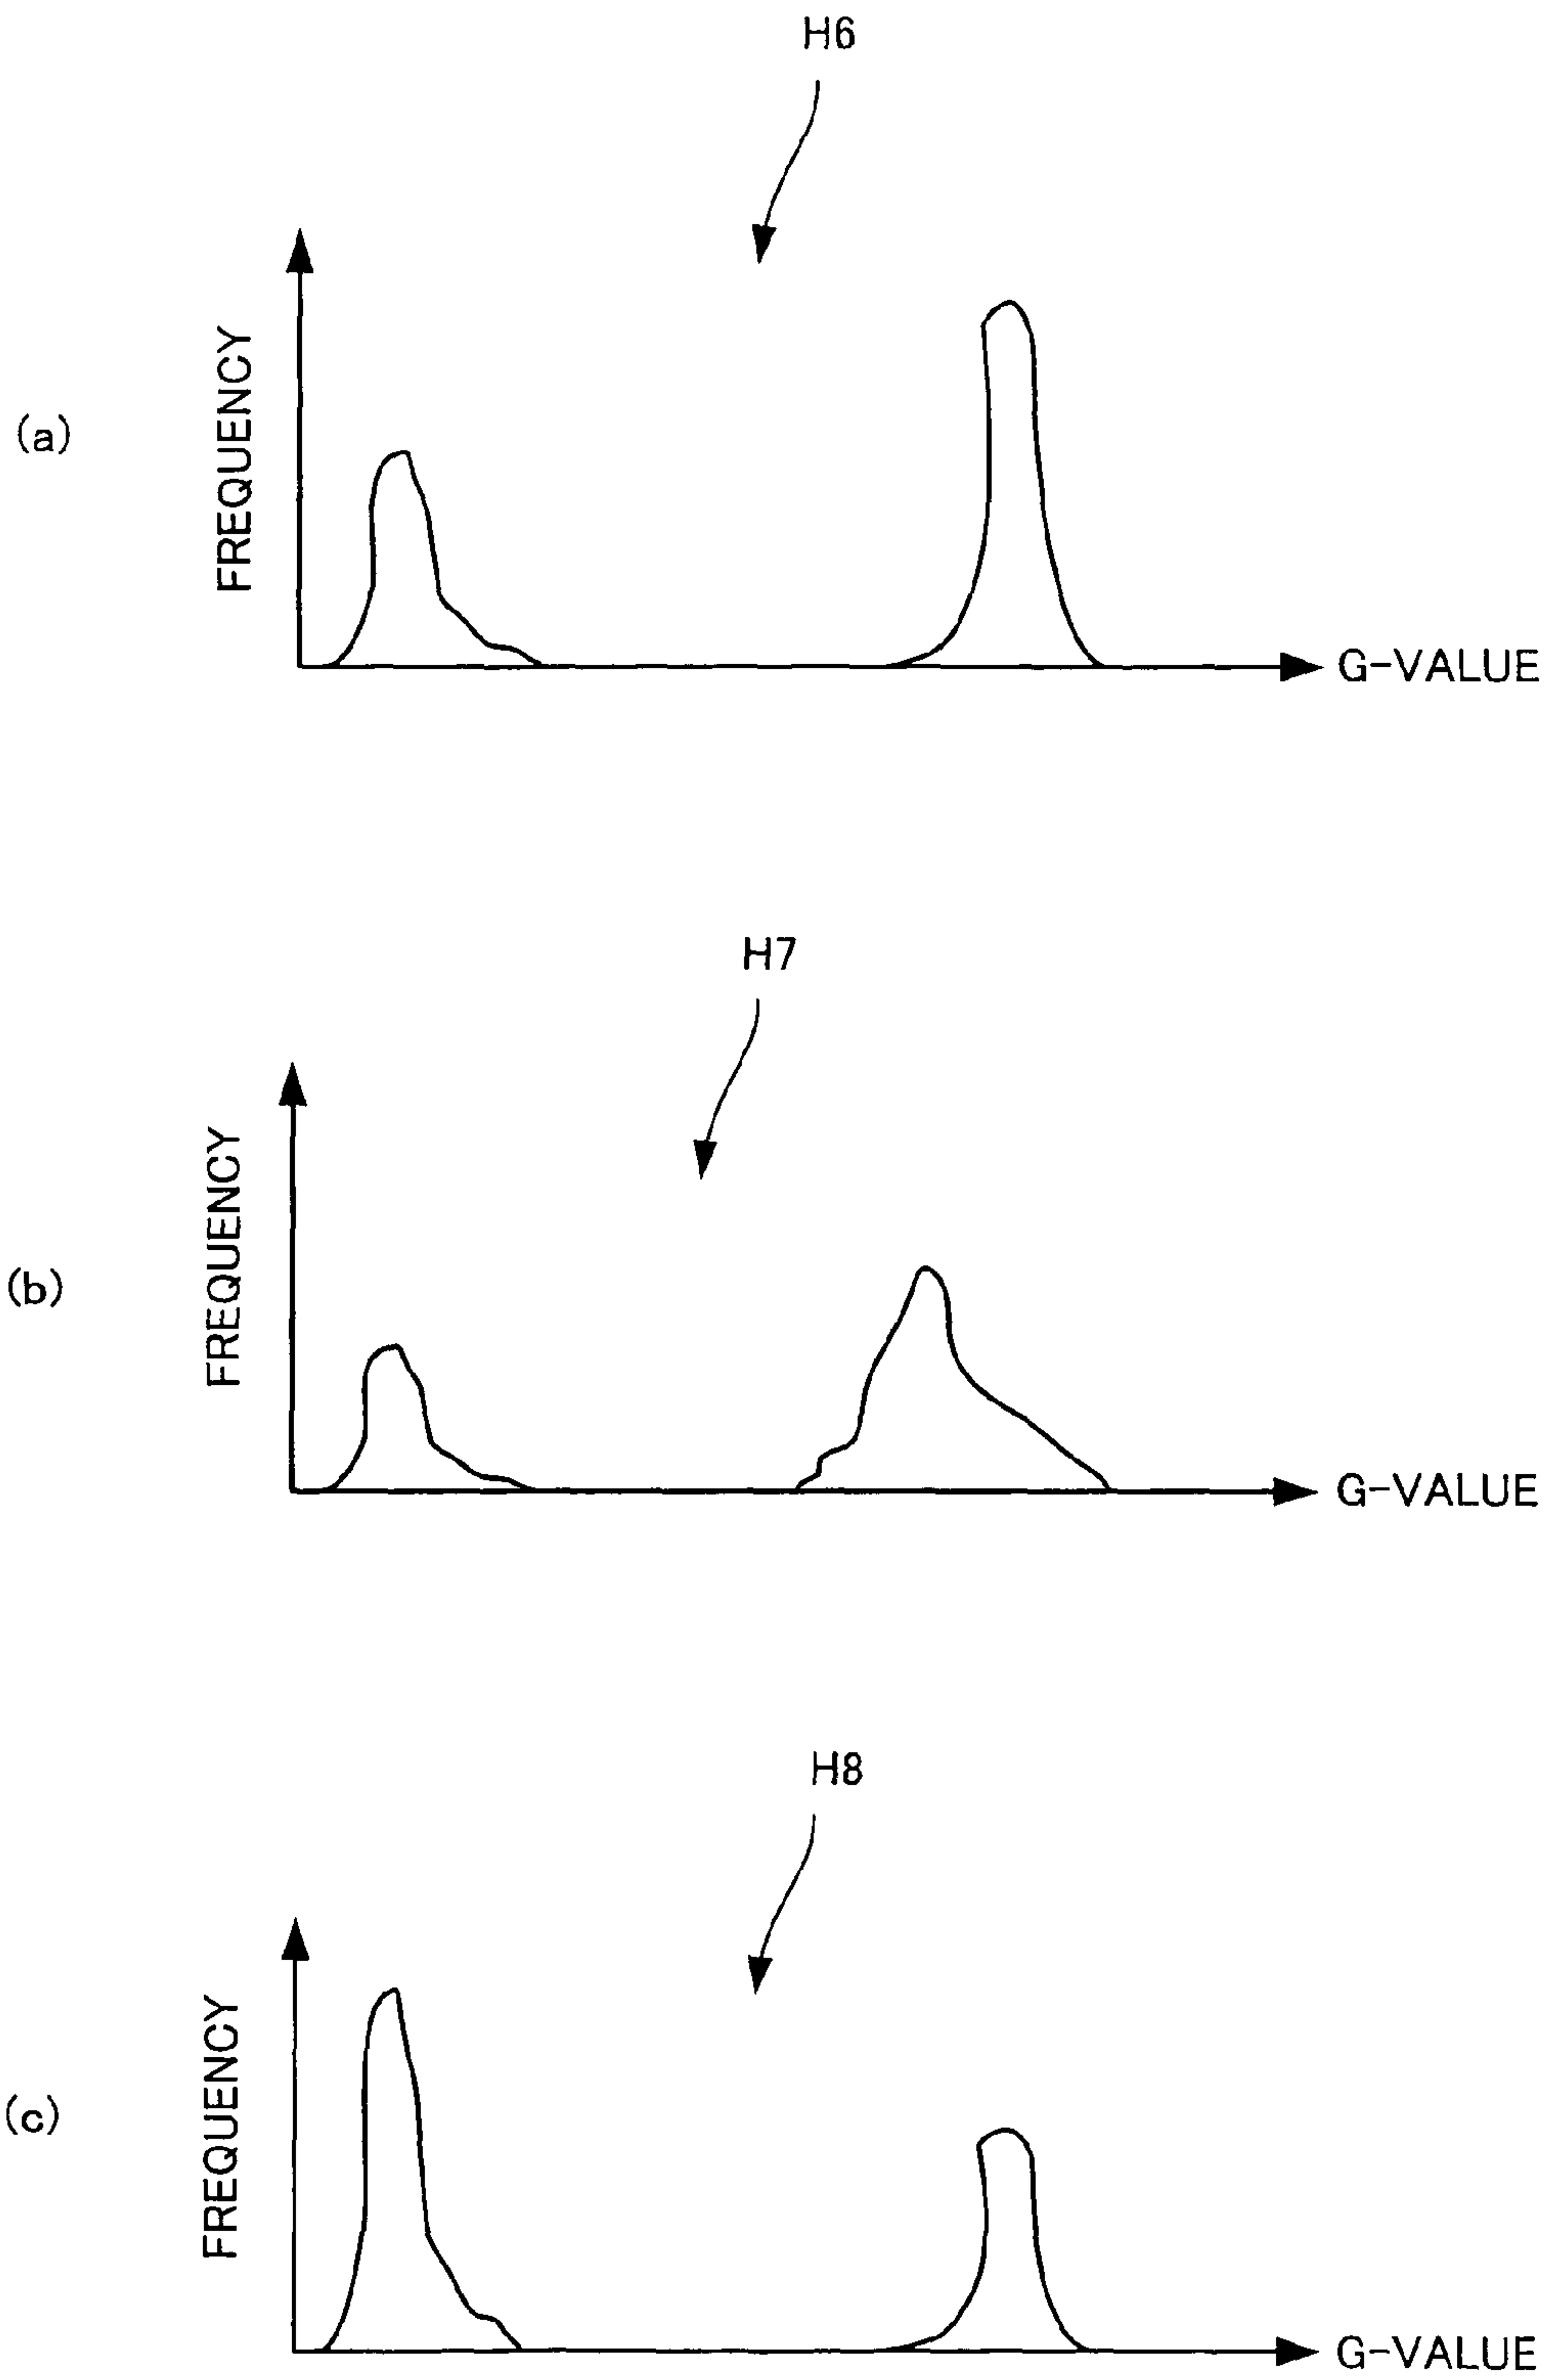 H6
(a)
FREQUENCY
G-VALUE
H7
(b)
FREQUENCY
G-VALUE
H8
(c)
FREQUENCY
G-VALUE